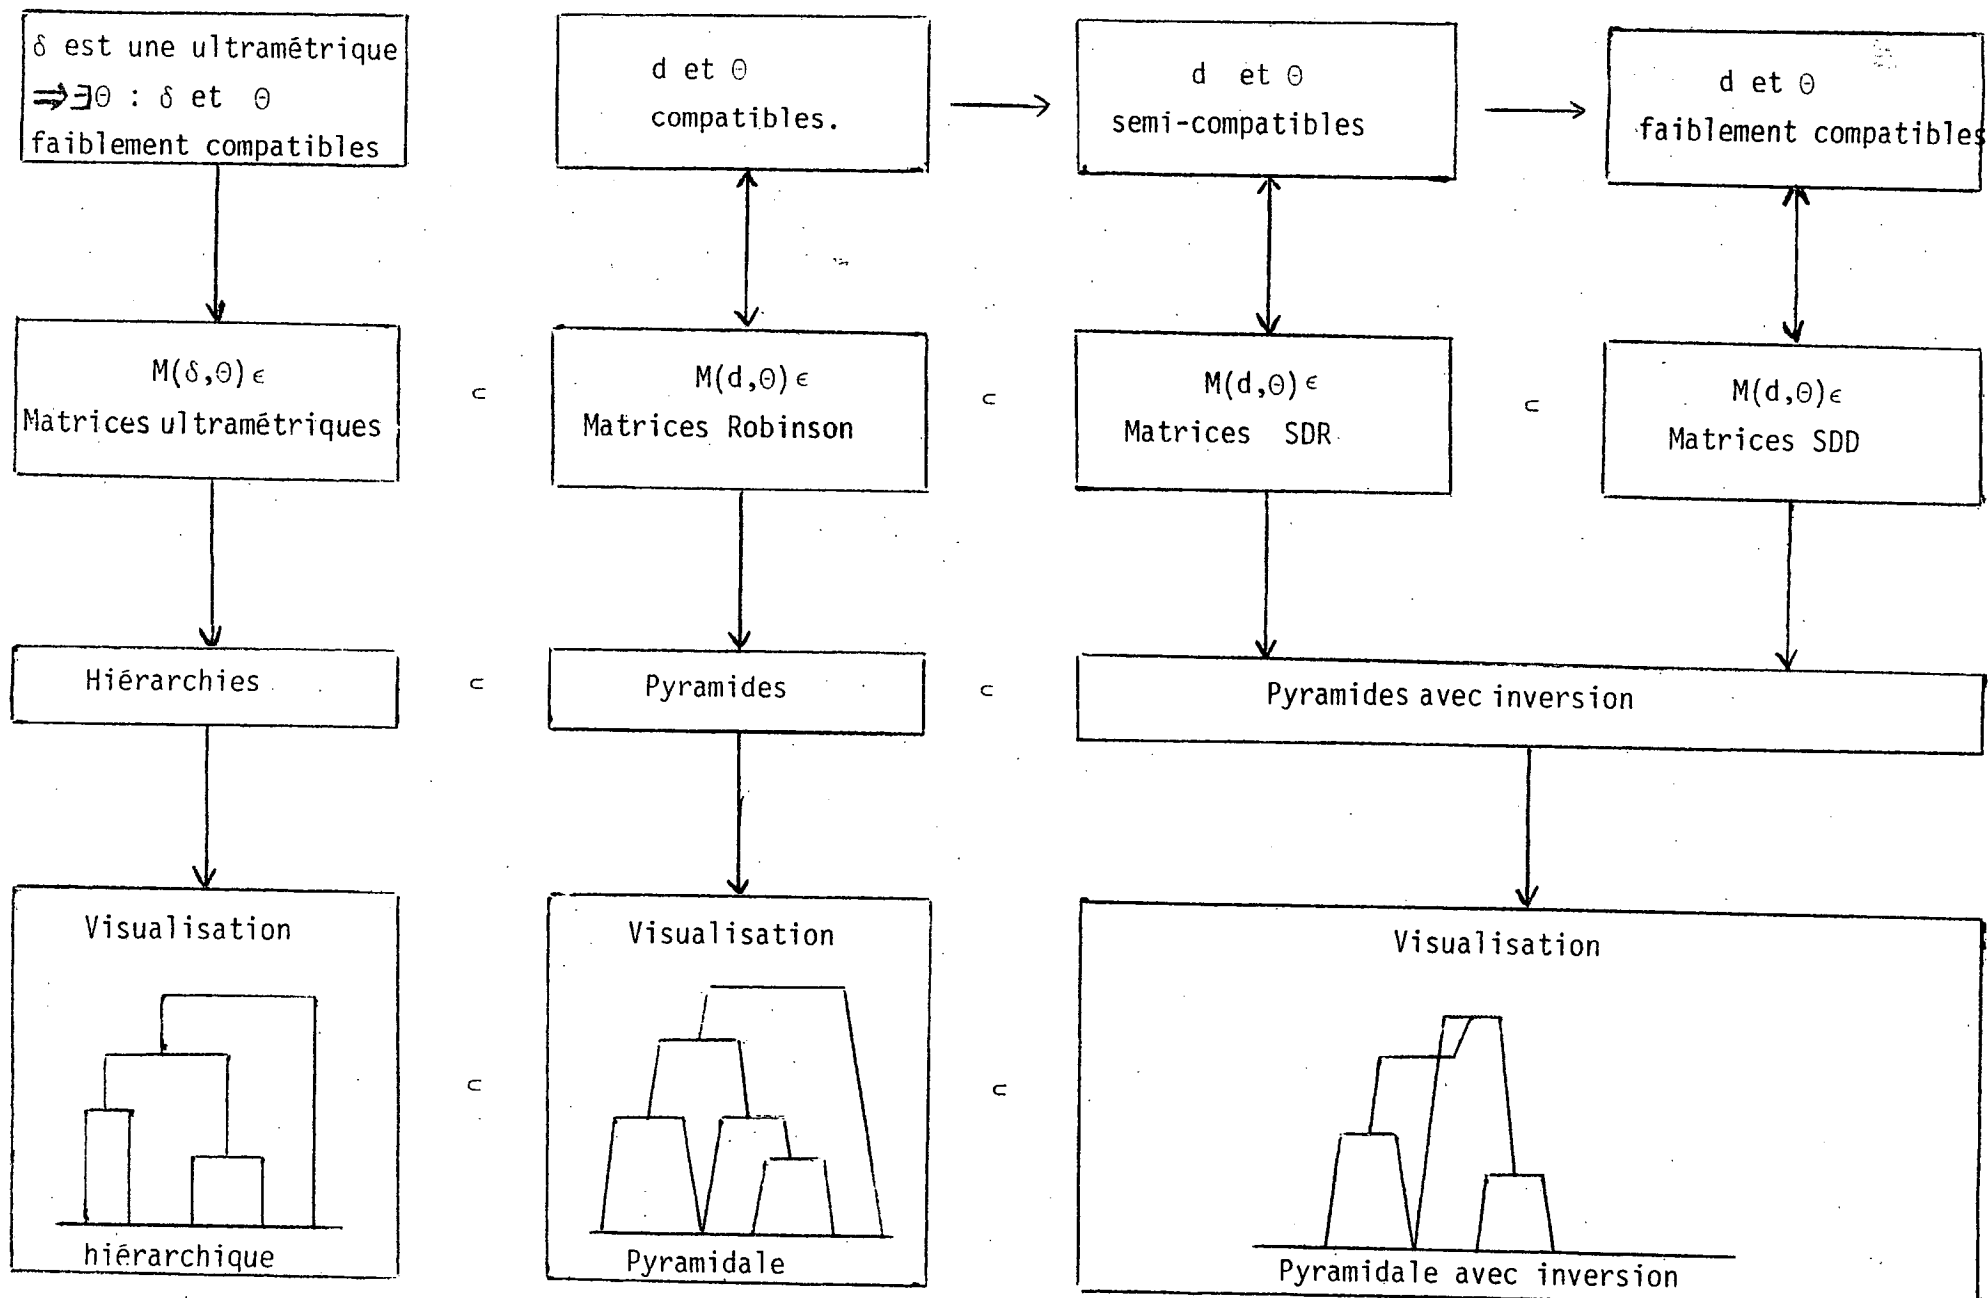 δ est une ultramétrique
⇒∃Θ : δ et Θ
faiblement compatibles
d et Θ
compatibles.
d et Θ
semi-compatibles
d et Θ
faiblement compatibles
M(δ,Θ) ϵ
Matrices ultramétriques
⊂
M(d,Θ) ϵ
Matrices Robinson
⊂
M(d,Θ) ϵ
Matrices SDR
⊂
M(d,Θ) ϵ
Matrices SDD
Hiérarchies
⊂
Pyramides
⊂
Pyramides avec inversion
Visualisation
hiérarchique
⊂
Visualisation
Pyramidale
⊂
Visualisation
Pyramidale avec inversion